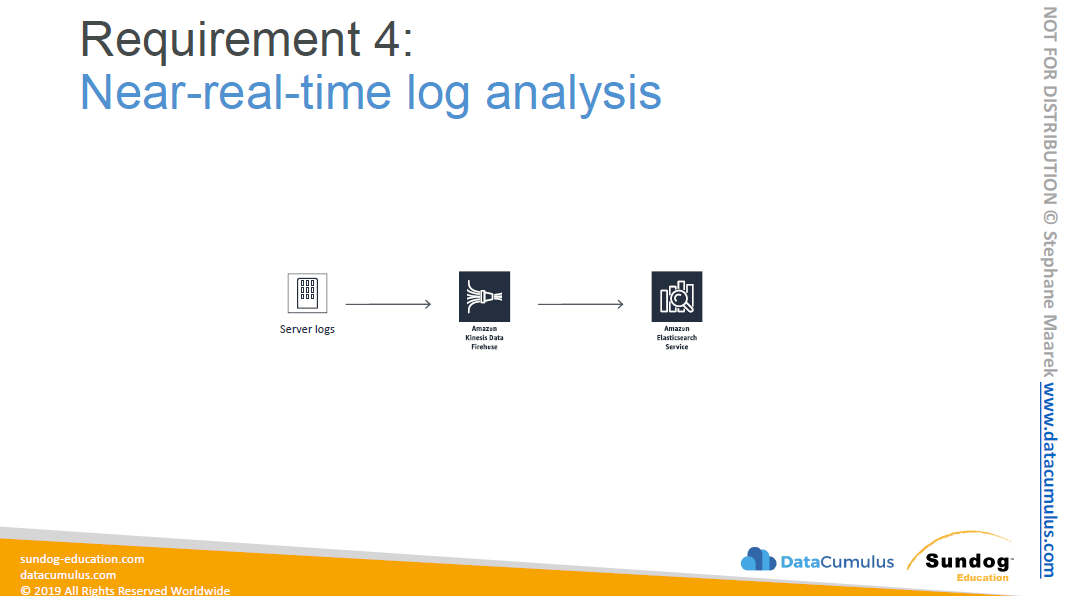 Requirement 4:
Near-real-time log analysis
Server logs
Amazon
Kinesis Data
Firehose
Amazon
Elasticsearch
Service
sundog-education.com
datacumulus.com
© 2019 All Rights Reserved Worldwide
DataCumulus
Sundog™
Education
NOT FOR DISTRIBUTION © Stephane Maarek www.datacumulus.com